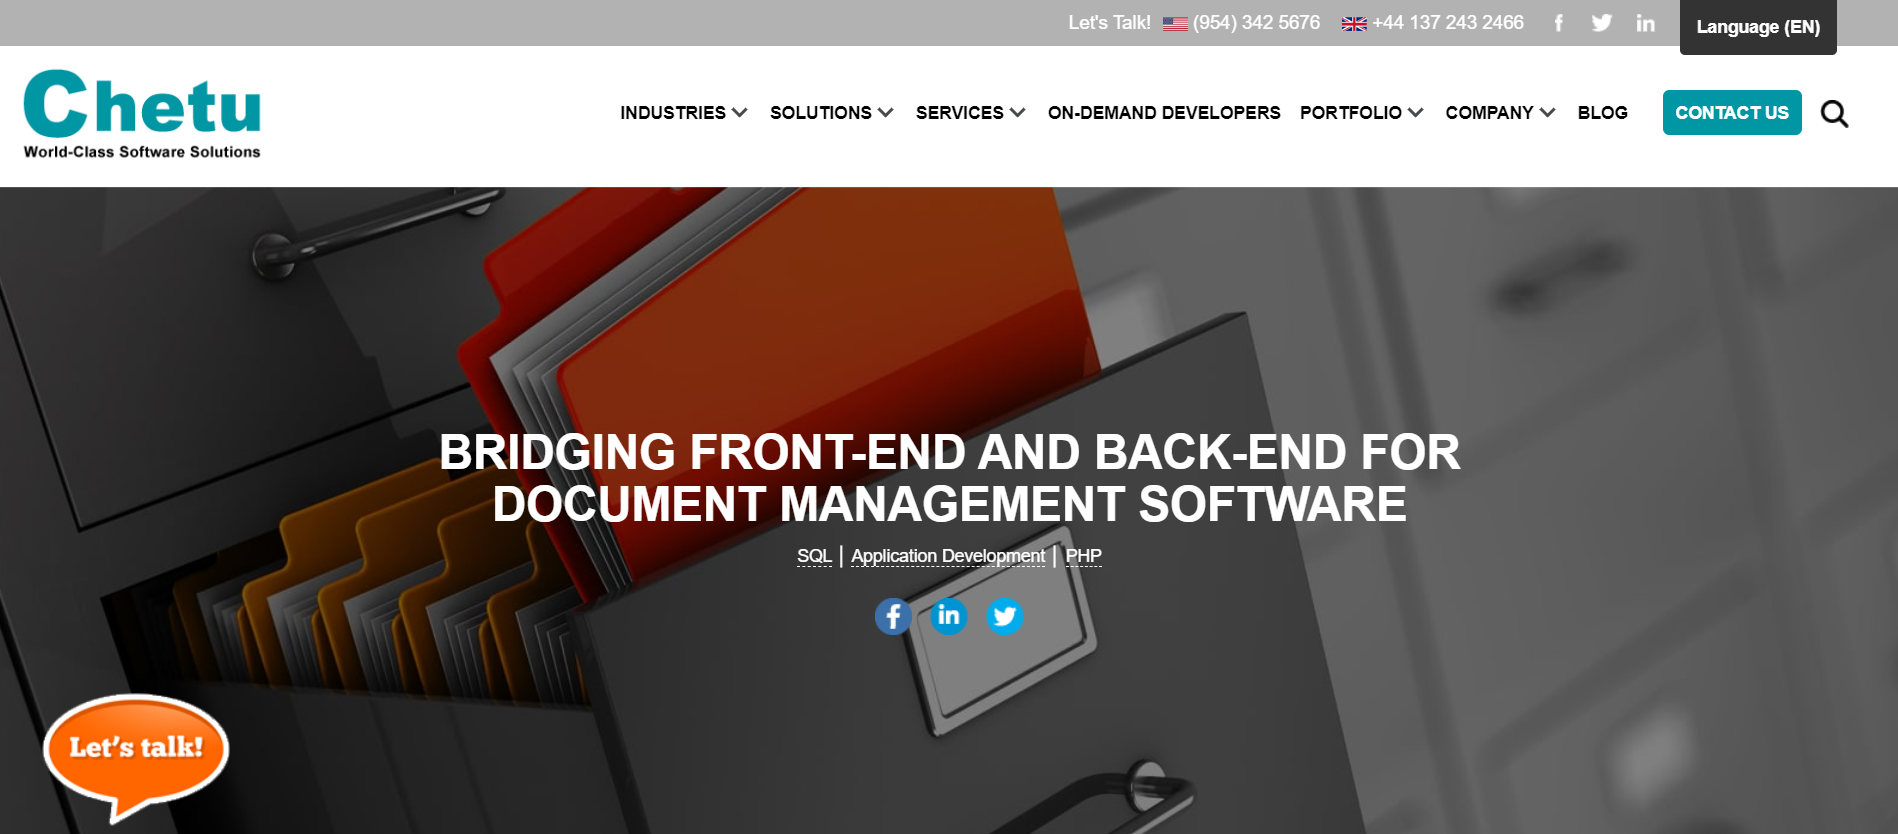 Let's Talk! (954) 342 5676 +44 137 243 2466 f in Language (EN)
Chetu
World-Class Software Solutions
INDUSTRIES SOLUTIONS SERVICES ON-DEMAND DEVELOPERS PORTFOLIO COMPANY BLOG CONTACT US
BRIDGING FRONT-END AND BACK-END FOR
DOCUMENT MANAGEMENT SOFTWARE
SQL | Application Development | PHP
f in
Let's talk!